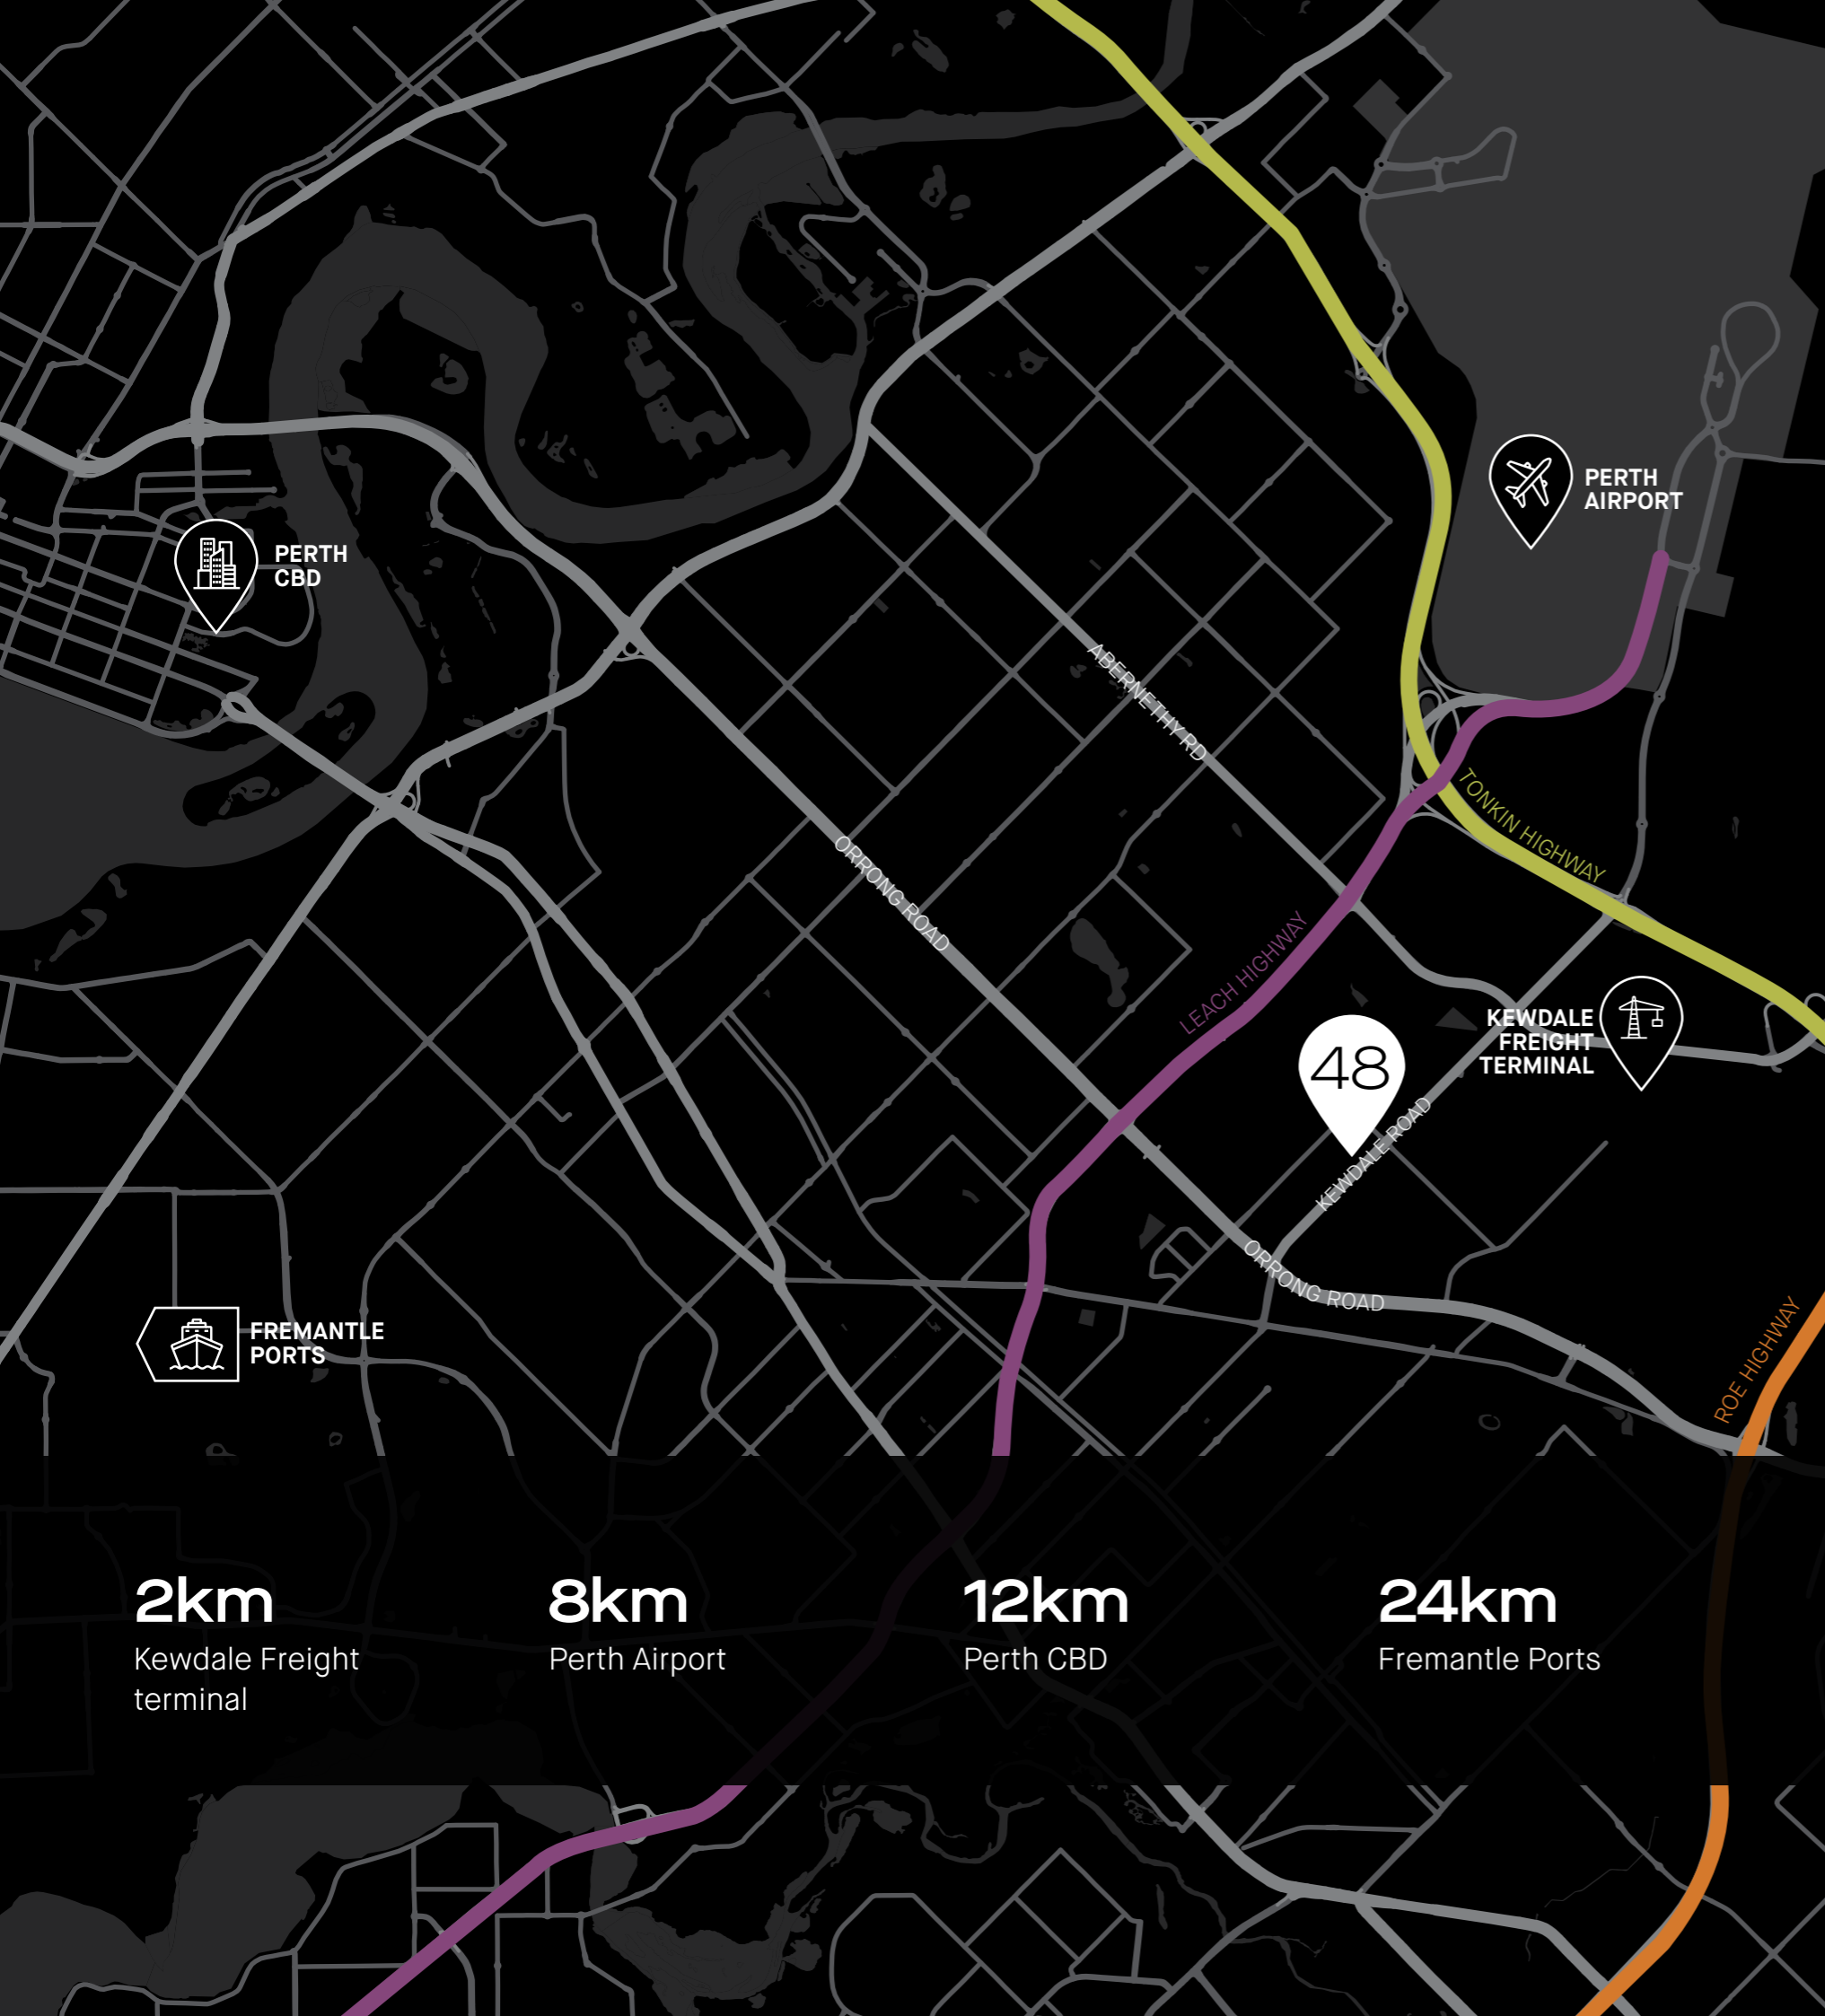 PERTH
AIRPORT
PERTH
CBD
ABERNETHY RD
TONKIN HIGHWAY
ORRONG ROAD
LEACH HIGHWAY
KEWDALE
FREIGHT
TERMINAL
48
KEWDALE ROAD
ORRONG ROAD
ROE HIGHWAY
FREMANTLE
PORTS
2km
Kewdale Freight
terminal
8km
Perth Airport
12km
Perth CBD
24km
Fremantle Ports